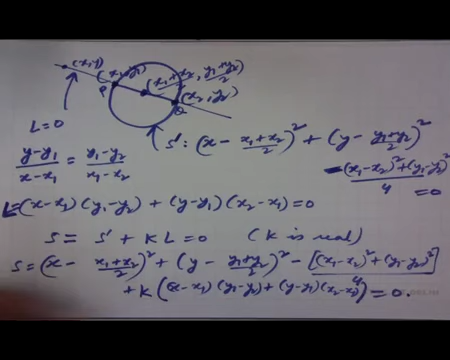 (x, y)
(x₁, y₁)
P
(x₁+x₂/2, y₁+y₂/2)
(x₂, y₂)
Q
L=0
S' : (x - x₁+x₂/2)² + (y - y₁+y₂/2)² - (x₁-x₂)²+(y₁-y₂)²/4 = 0
y-y₁/x-x₁ = y₁-y₂/x₁-x₂
L=(x-x₁)(y₁-y₂) + (y-y₁)(x₂-x₁)=0
S = S' + K L = 0 (K is real)
S = (x - x₁+x₂/2)² + (y - y₁+y₂/2)² - [(x₁-x₂)²+(y₁-y₂)²]/4
+ K((x-x₁)(y₁-y₂)+(y-y₁)(x₂-x₁)) = 0.